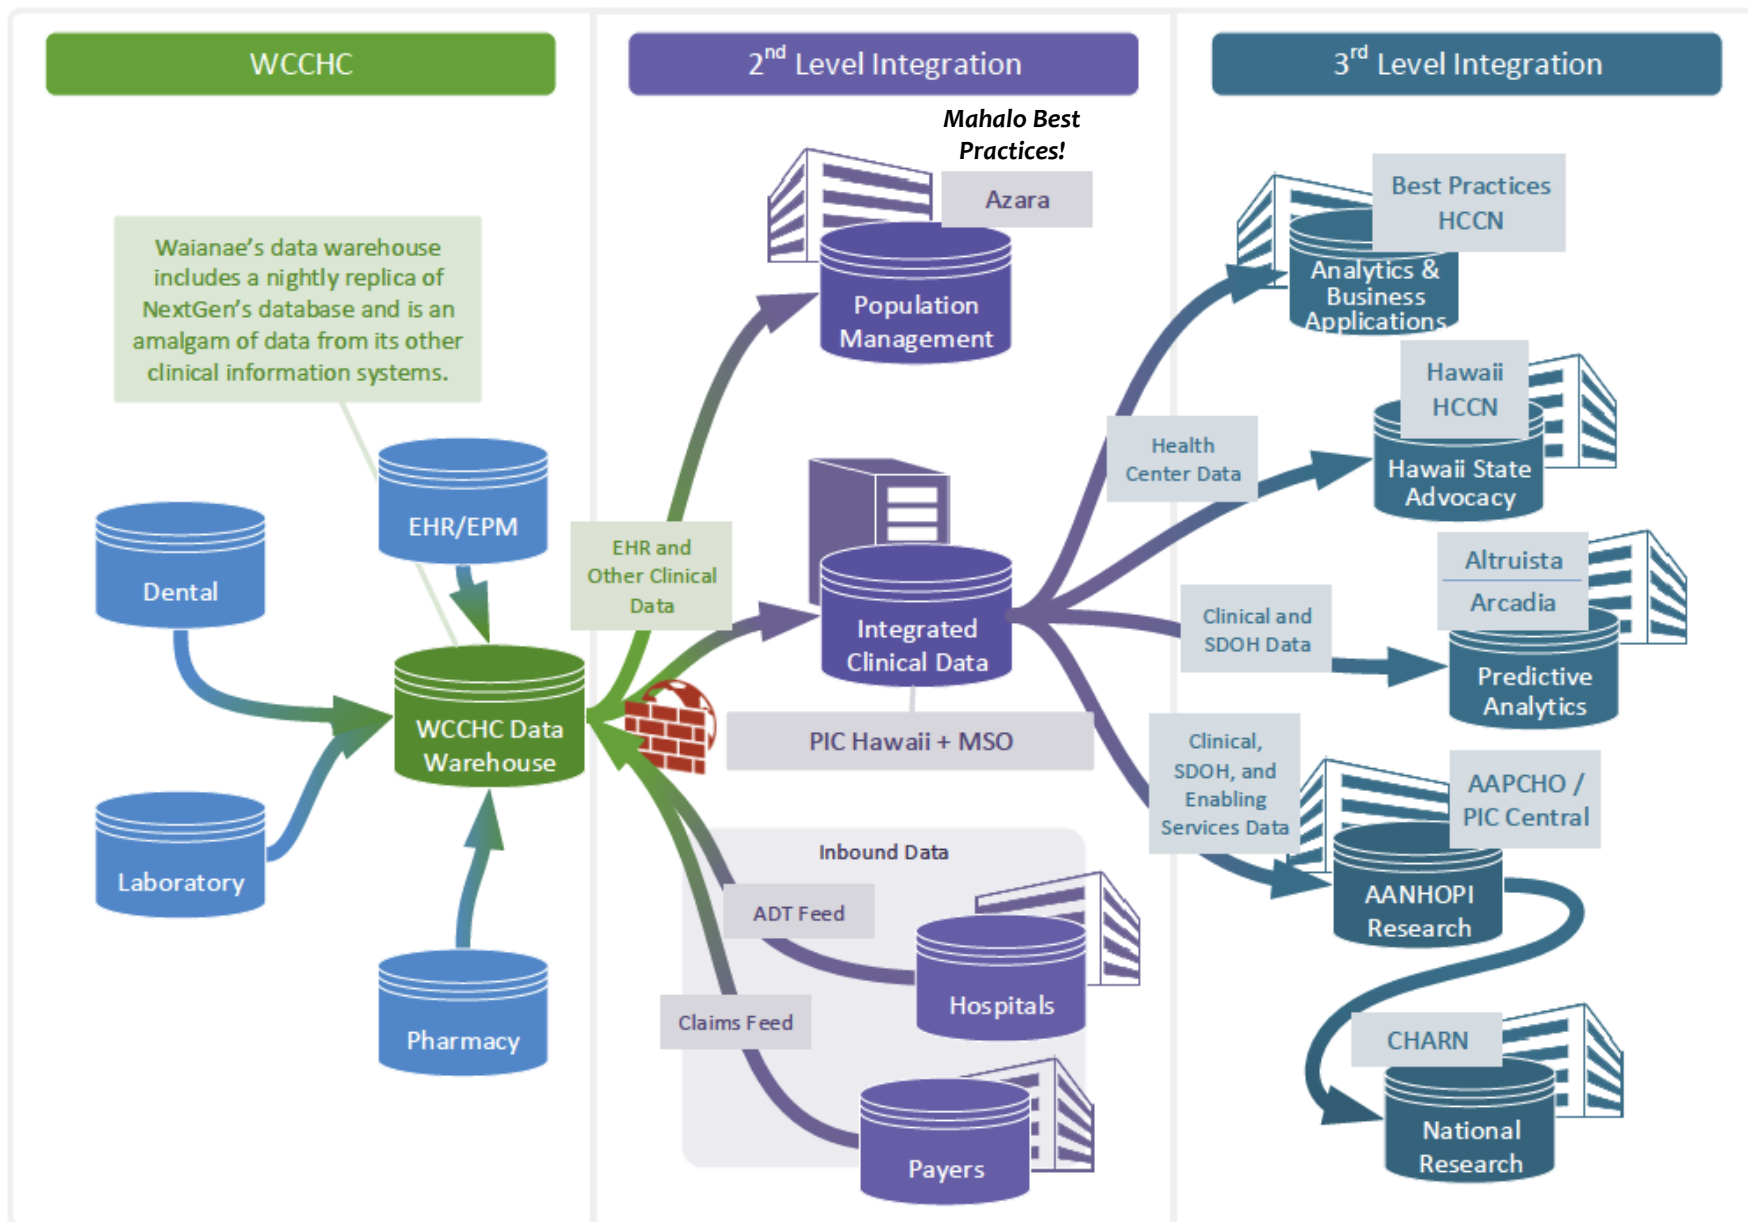 WCCHC
2nd Level Integration
3rd Level Integration
Waianae's data warehouse
includes a nightly replica of
NextGen's database and is an
amalgam of data from its other
clinical information systems.
EHR/EPM
Dental
WCCHC Data
Warehouse
Laboratory
Pharmacy
Mahalo Best
Practices!
Azara
Population
Management
EHR and
Other Clinical
Data
Integrated
Clinical Data
PIC Hawaii + MSO
Inbound Data
ADT Feed
Hospitals
Claims Feed
Payers
Best Practices
HCCN
Analytics &
Business
Applications
Health
Center Data
Hawaii
HCCN
Hawaii State
Advocacy
Clinical and
SDOH Data
Altruista
Arcadia
Predictive
Analytics
Clinical,
SDOH, and
Enabling
Services Data
AAPCHO /
PIC Central
AANHOPI
Research
CHARN
National
Research